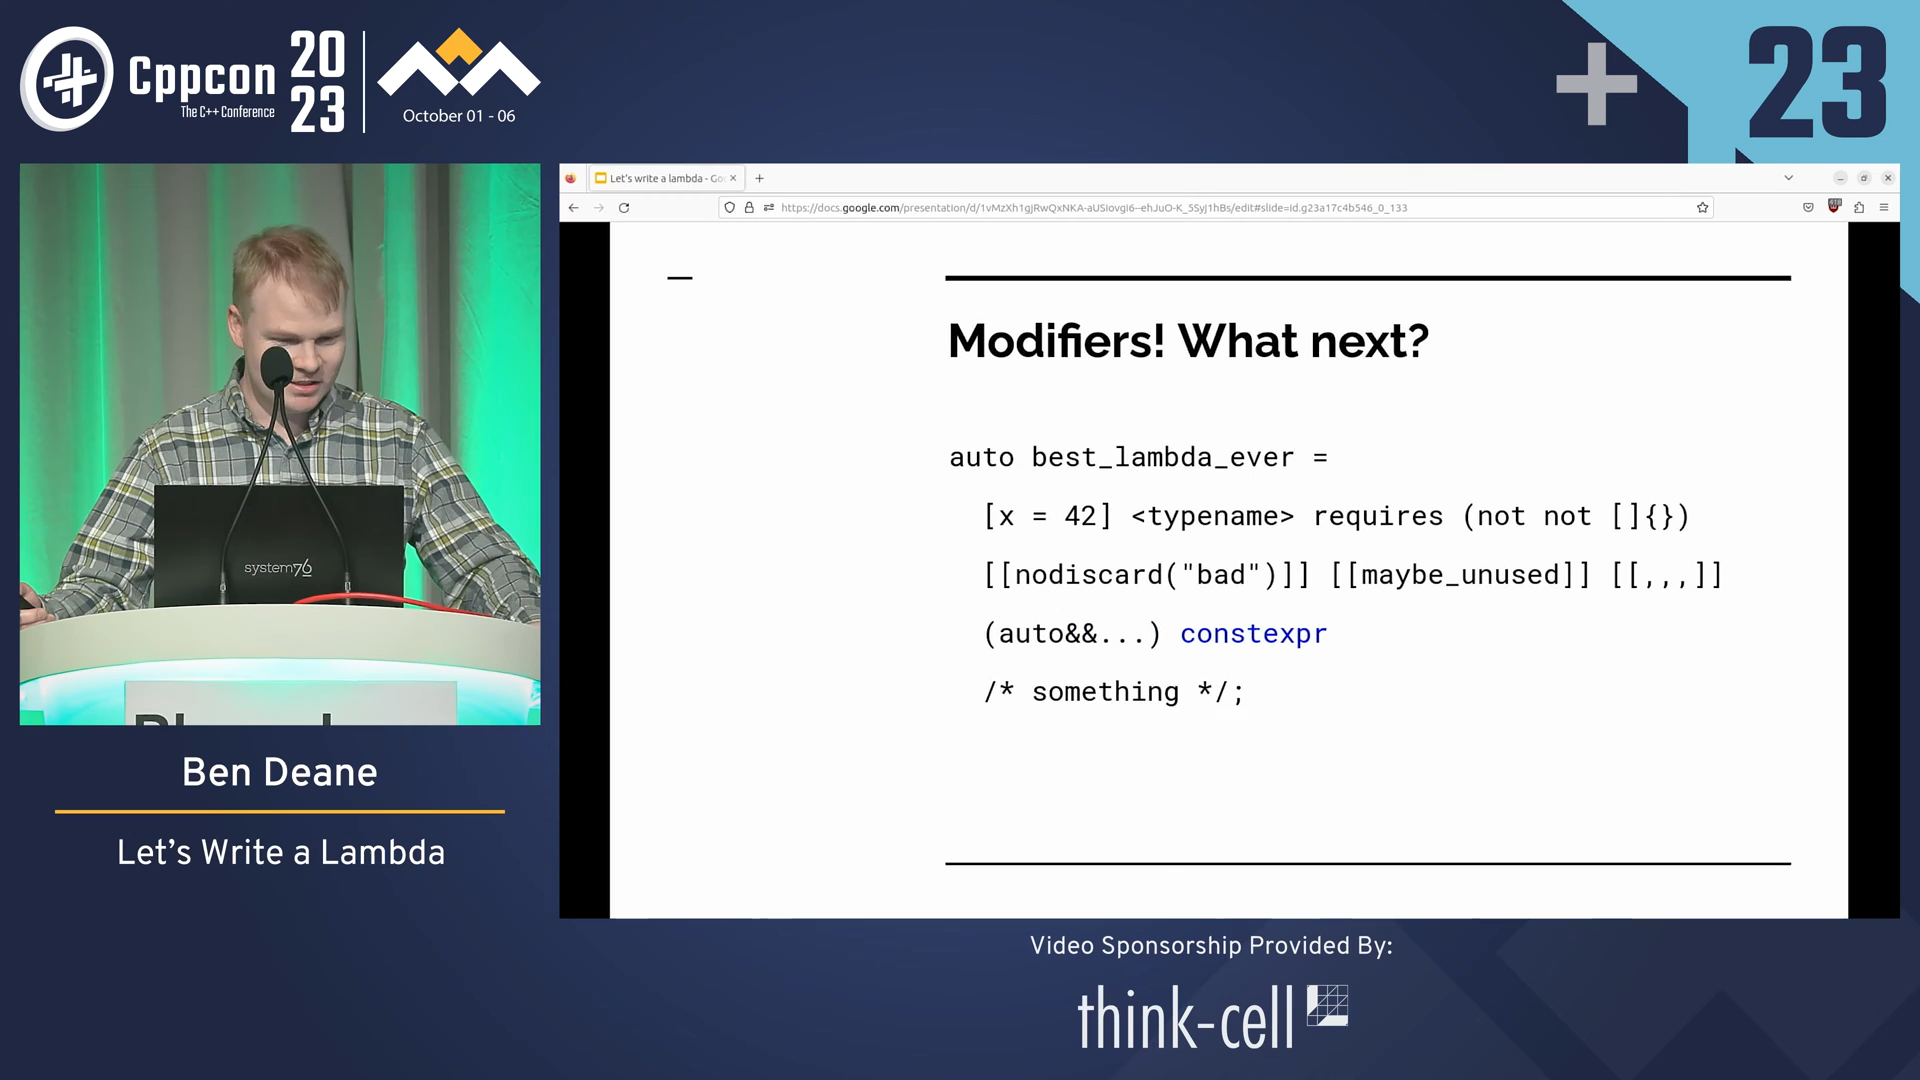 Cppcon
The C++ Conference
20
23
October 01 - 06
+ 23
Let's write a lambda - Go
https://docs.google.com/presentation/d/1vMzXh1gjRwQxNKA-aUSIovgi6--ehJuO-K_5Syj1hBs/edit#slide=id.g23a17c4b546_0_133
Modifiers! What next?
auto best_lambda_ever =
[x = 42] <typename> requires (not not []{})
[[nodiscard("bad")]] [[maybe_unused]] [[,,,]]
(auto&&...) constexpr
/* something */;
system76
Ben Deane
Let's Write a Lambda
Video Sponsorship Provided By:
think-cell